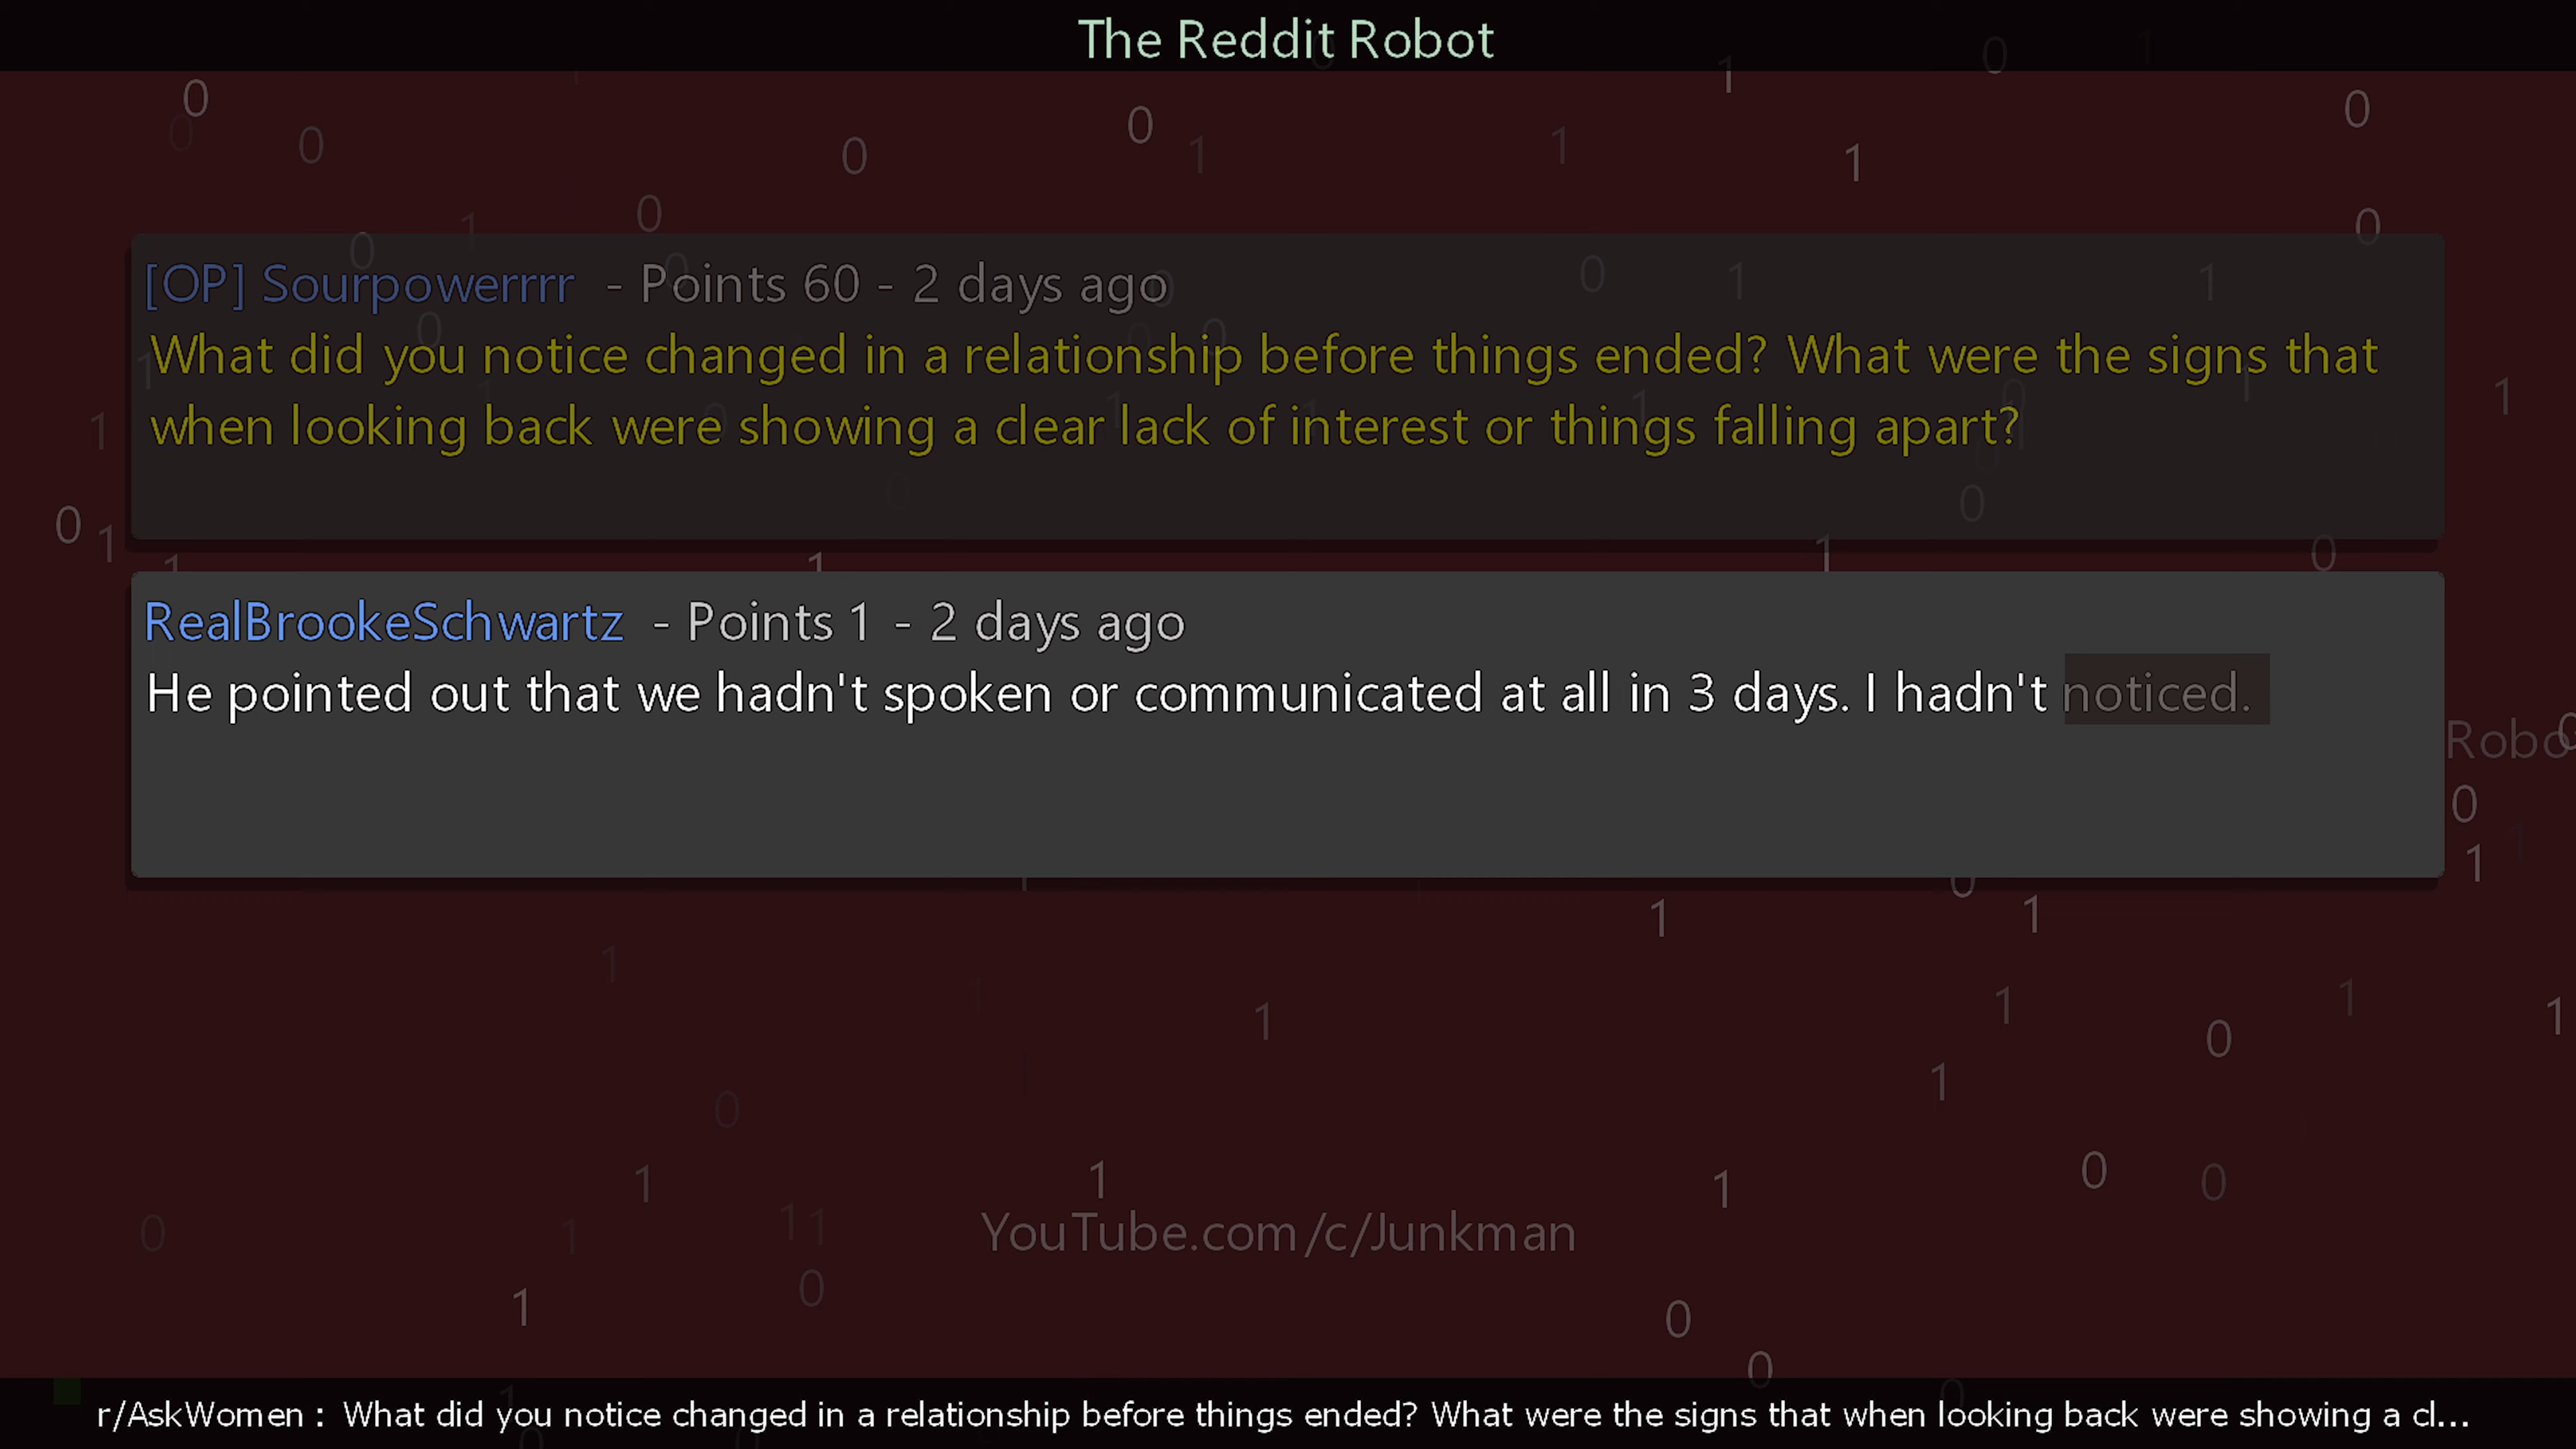 The Reddit Robot
[OP] Sourpowerrrr - Points 60 - 2 days ago
What did you notice changed in a relationship before things ended? What were the signs that
when looking back were showing a clear lack of interest or things falling apart?
RealBrookeSchwartz - Points 1 - 2 days ago
He pointed out that we hadn't spoken or communicated at all in 3 days. I hadn't noticed.
Robo
YouTube.com/c/Junkman
r/AskWomen : What did you notice changed in a relationship before things ended? What were the signs that when looking back were showing a cl...